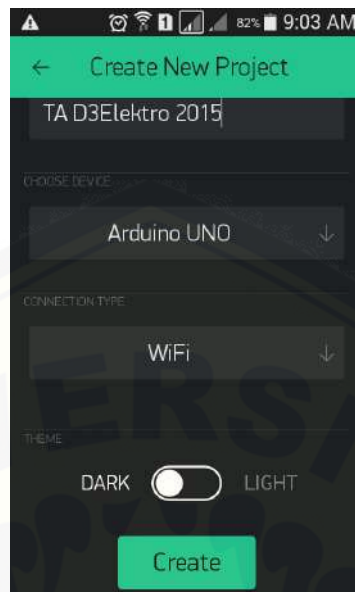 1 82% 9:03 AM
← Create New Project
TA D3Elektro 2015
CHOOSE DEVICE
Arduino UNO
CONNECTION TYPE
WiFi
THEME
DARK LIGHT
Create